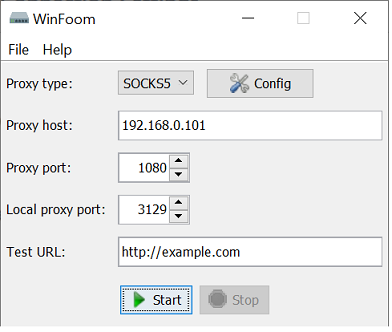 WinFoom
File Help
Proxy type: SOCKS5 Config
Proxy host: 192.168.0.101
Proxy port: 1080
Local proxy port: 3129
Test URL: http://example.com
Start Stop